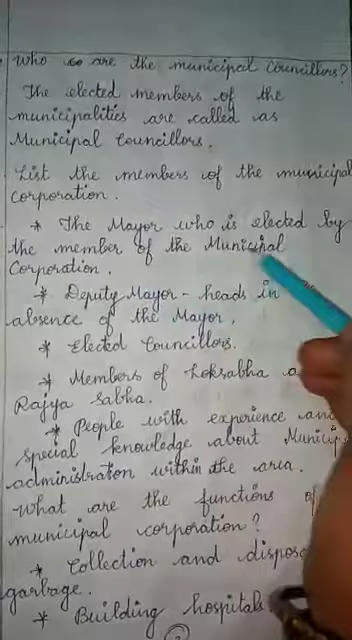 Who are the municipal Councillors?
The elected members of the
municipalities are called as
Municipal Councillors.
List the members of the municipal
Corporation.
* The Mayor who is elected by
the member of the Municipal
Corporation.
* Deputy Mayor - heads in
absence of the Mayor.
* Elected Councillors.
* Members of Loksabha a
Rajya Sabha.
* People with experience and
special knowledge about Municip
administration within the area.
What are the functions of
municipal corporation?
* Collection and dispos
garbage.
* Building hospitals